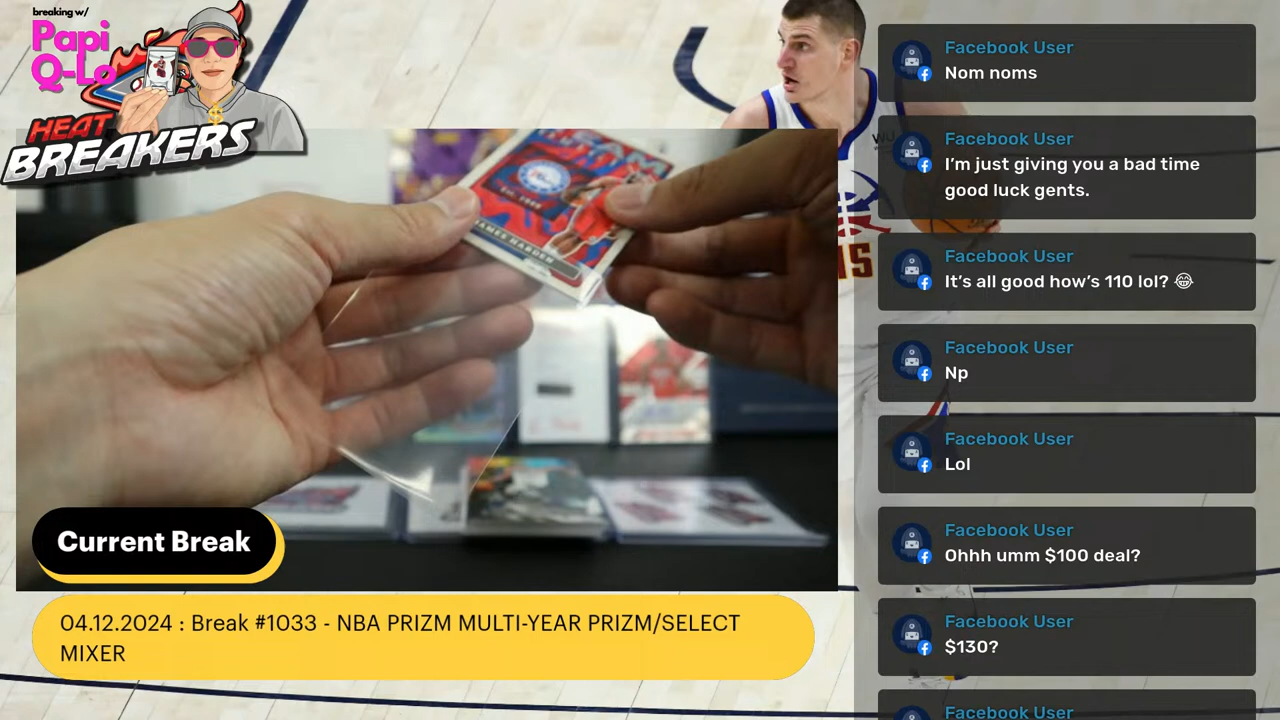 breaking w/
Papi
Q-Lo
HEAT
BREAKERS
JAMES HARDEN
15
Current Break
04.12.2024 : Break #1033 - NBA PRIZM MULTI-YEAR PRIZM/SELECT
MIXER
Facebook User
Nom noms
Facebook User
I’m just giving you a bad time
good luck gents.
Facebook User
It’s all good how’s 110 lol? 😂
Facebook User
Np
Facebook User
Lol
Facebook User
Ohhh umm $100 deal?
Facebook User
$130?
Facebook User